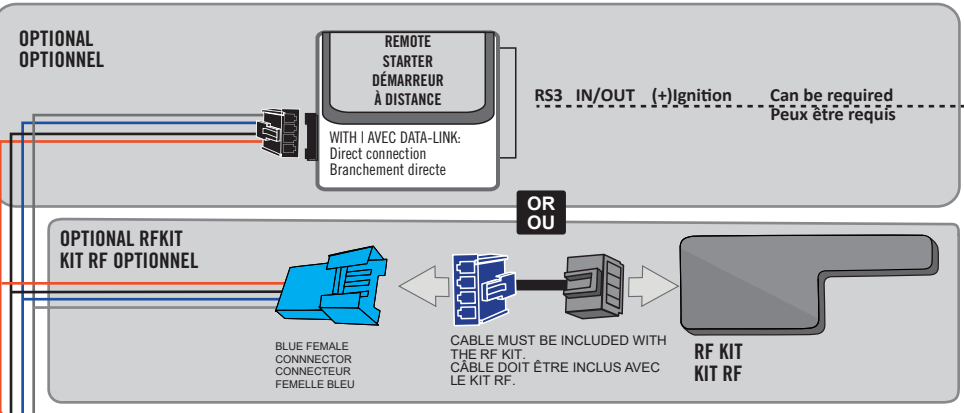 OPTIONAL
OPTIONNEL
REMOTE
STARTER
DÉMARREUR
À DISTANCE
WITH | AVEC DATA-LINK:
Direct connection
Branchement directe
RS3 IN/OUT (+)Ignition Can be required
Peux être requis
OR
OU
OPTIONAL RFKIT
KIT RF OPTIONNEL
BLUE FEMALE
CONNNECTOR
CONNECTEUR
FEMELLE BLEU
CABLE MUST BE INCLUDED WITH
THE RF KIT.
CÂBLE DOIT ÊTRE INCLUS AVEC
LE KIT RF.
RF KIT
KIT RF